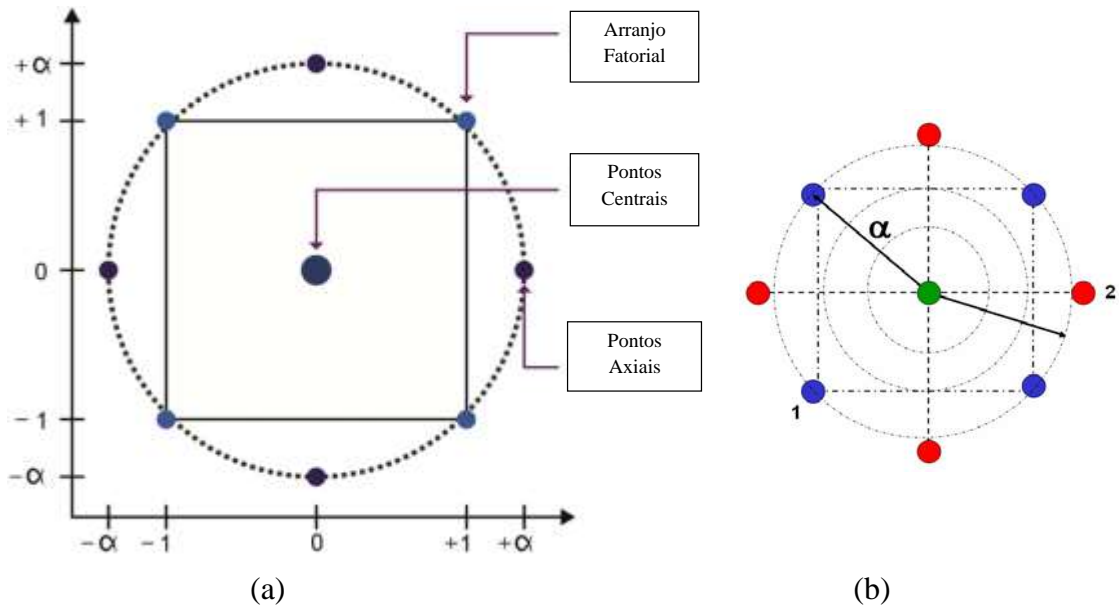 Arranjo
Fatorial
Pontos
Centrais
Pontos
Axiais
+α
+1
0
−1
−α
−α −1 0 +1 +α
(a)
α
2
1
(b)